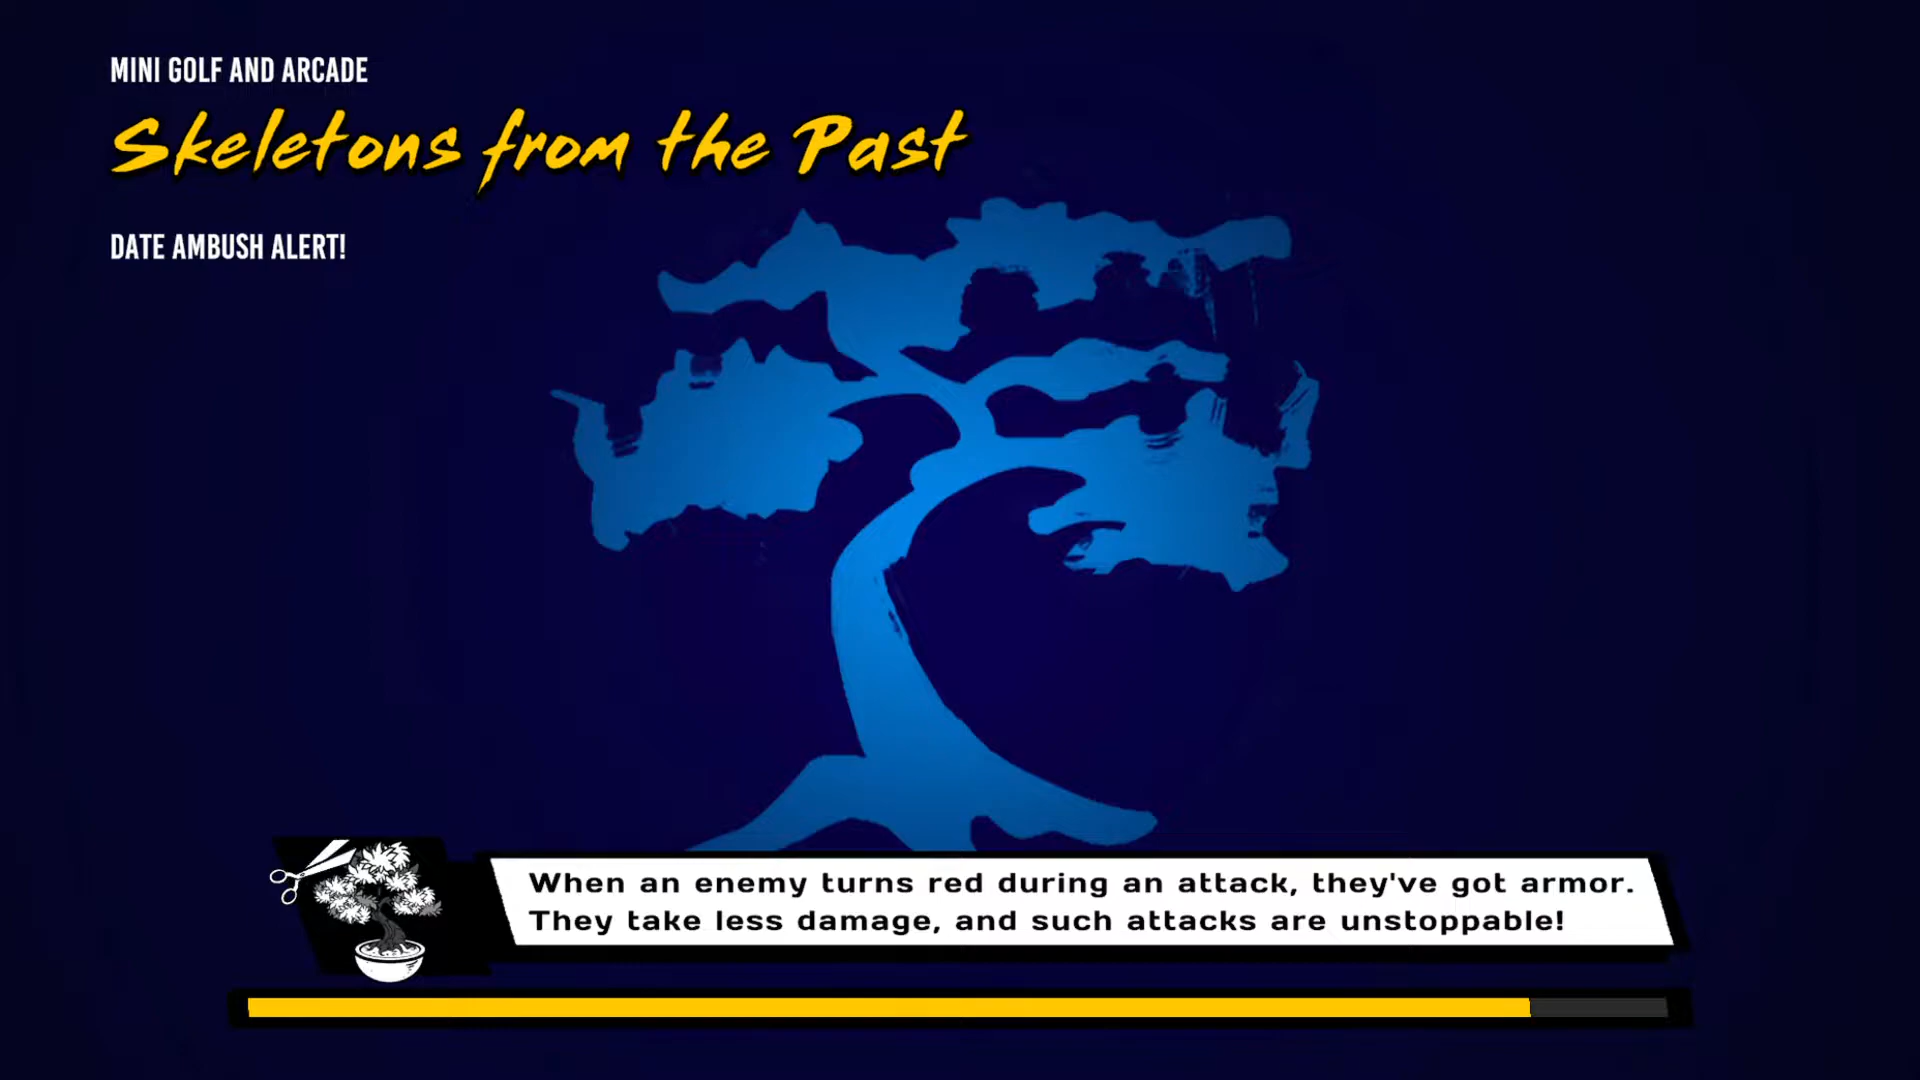 MINI GOLF AND ARCADE
Skeletons from the Past
DATE AMBUSH ALERT!
When an enemy turns red during an attack, they've got armor.
They take less damage, and such attacks are unstoppable!